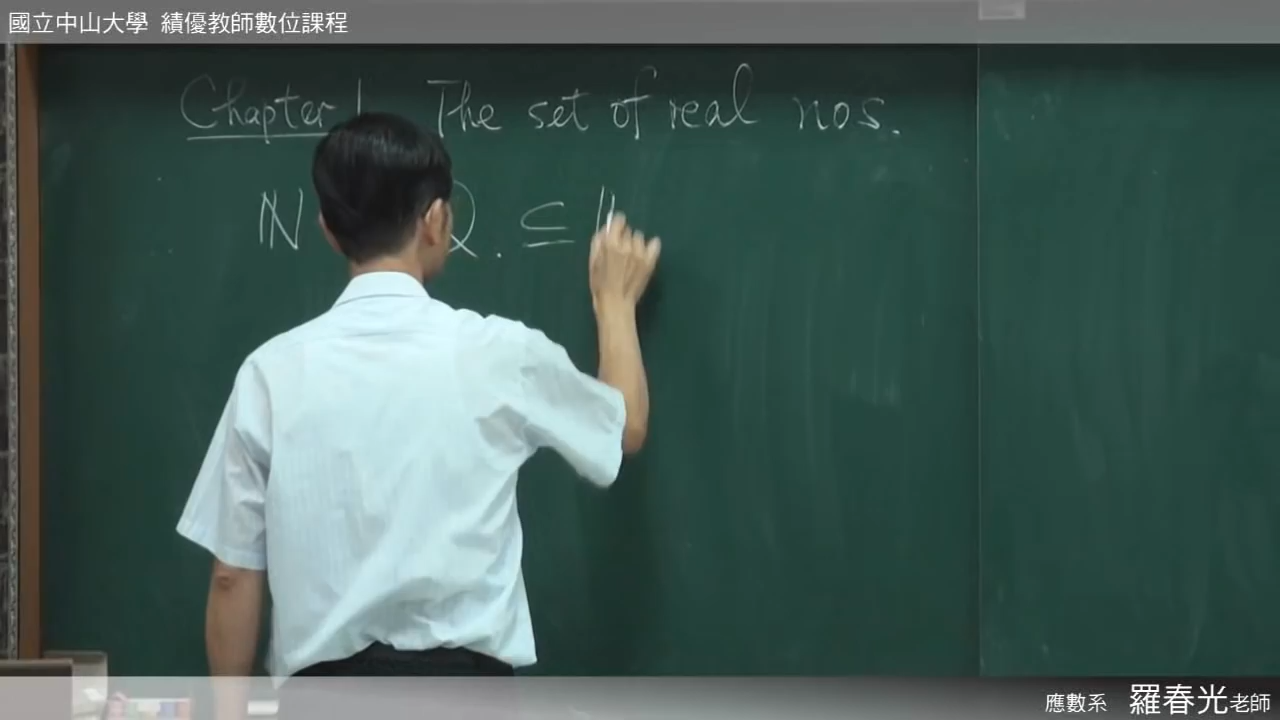 國立中山大學 績優教師數位課程
Chapter 1 The set of real nos.
ℕ ℚ. ⊆
應數系 羅春光老師